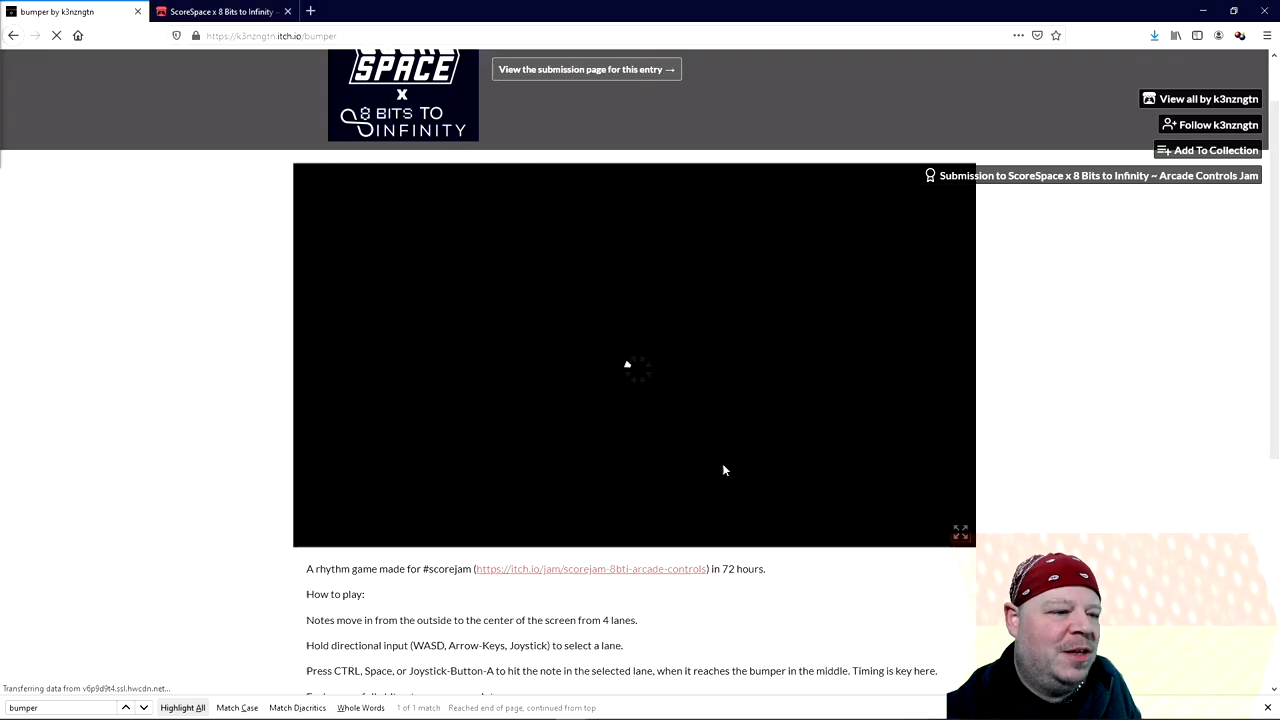 bumper by k3nzngtn
ScoreSpace x 8 Bits to Infinity ~
https://k3nzngtn.itch.io/bumper
SPACE
X
8 BITS TO
INFINITY
View the submission page for this entry →
View all by k3nzngtn
Follow k3nzngtn
Add To Collection
Submission to ScoreSpace x 8 Bits to Infinity ~ Arcade Controls Jam
A rhythm game made for #scorejam (https://itch.io/jam/scorejam-8bti-arcade-controls) in 72 hours.
How to play:
Notes move in from the outside to the center of the screen from 4 lanes.
Hold directional input (WASD, Arrow-Keys, Joystick) to select a lane.
Press CTRL, Space, or Joystick-Button-A to hit the note in the selected lane, when it reaches the bumper in the middle. Timing is key here.
Transferring data from v6p9d9t4.ssl.hwcdn.net...
bumper
Highlight All
Match Case
Match Diacritics
Whole Words
1 of 1 match
Reached end of page, continued from top